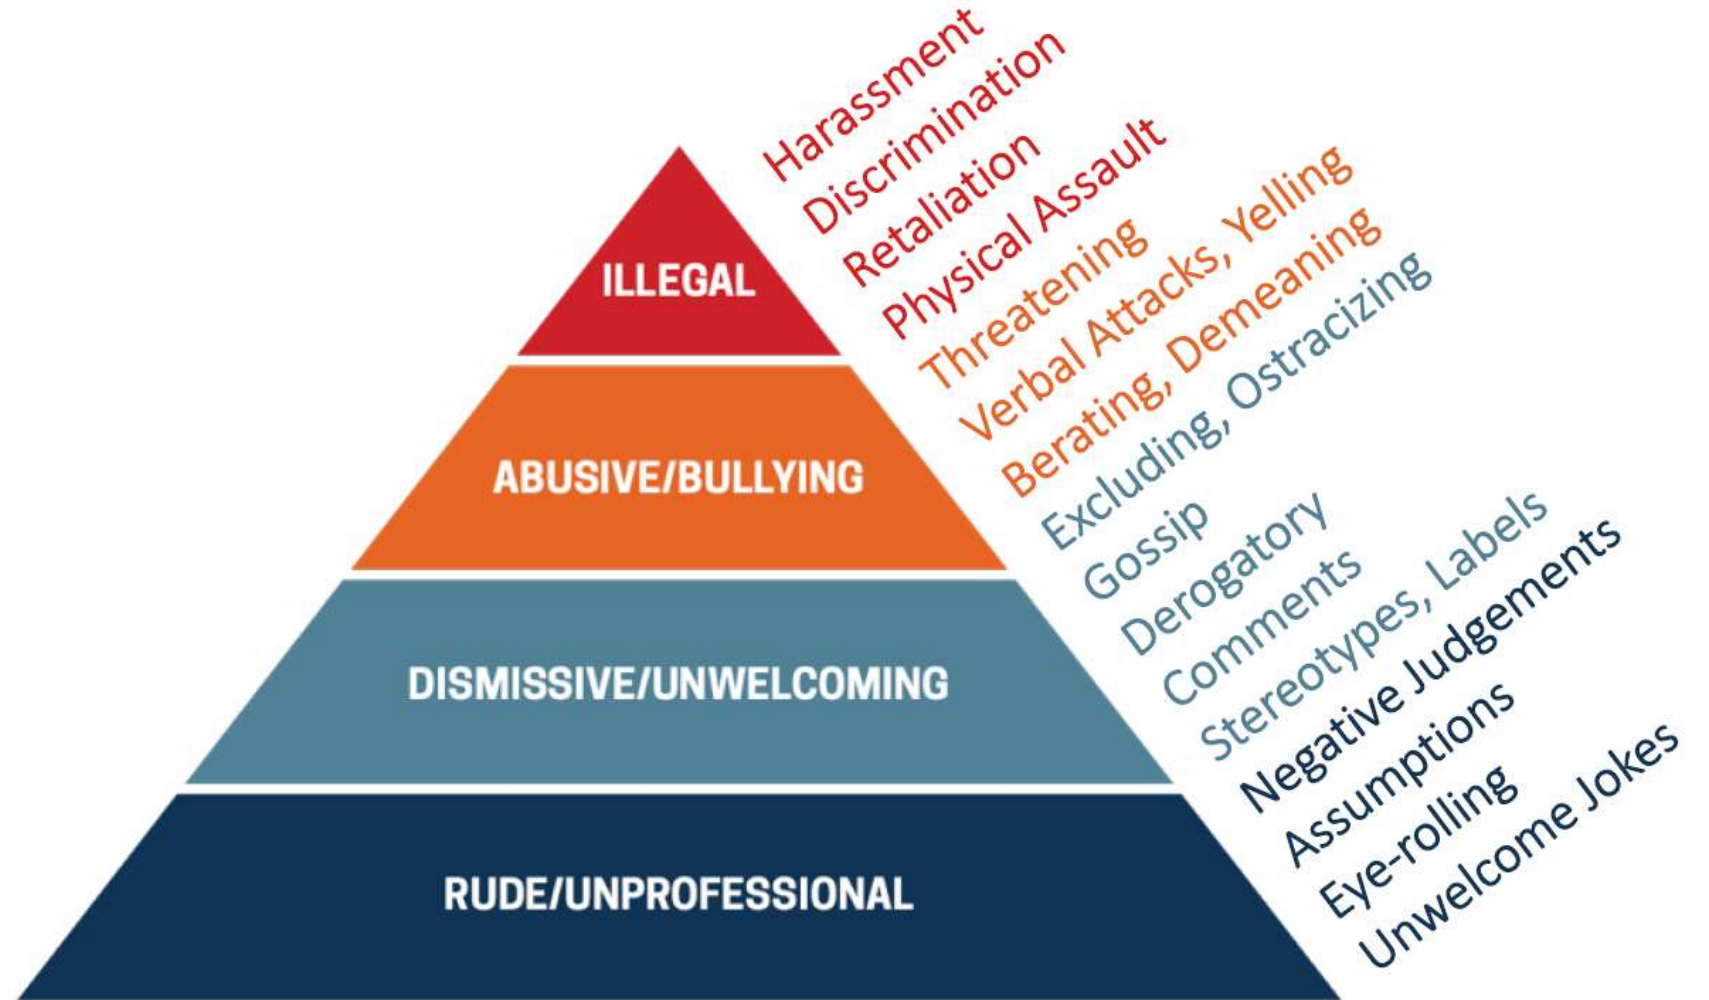 Harassment
Discrimination
Retaliation
Physical Assault
Threatening
Verbal Attacks, Yelling
Berating, Demeaning
Excluding, Ostracizing
Gossip
Derogatory
Comments
Stereotypes, Labels
Negative Judgements
Assumptions
Eye-rolling
Unwelcome Jokes
ILLEGAL
ABUSIVE/BULLYING
DISMISSIVE/UNWELCOMING
RUDE/UNPROFESSIONAL